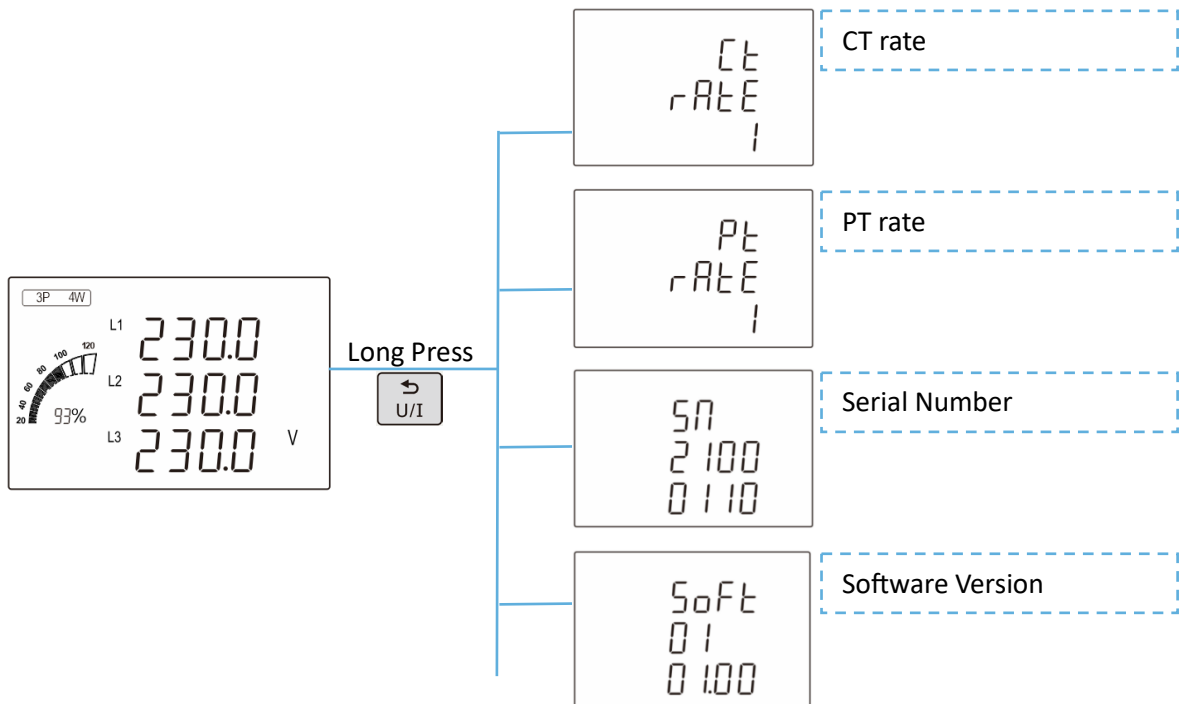 3P 4W
L1 230.0
L2 230.0
L3 230.0 V
20 40 60 80 100 120
93%
Long Press
U/I
Ct
rAtE
1
CT rate
Pt
rAtE
1
PT rate
Sn
2100
0110
Serial Number
SoFt
01
01.00
Software Version